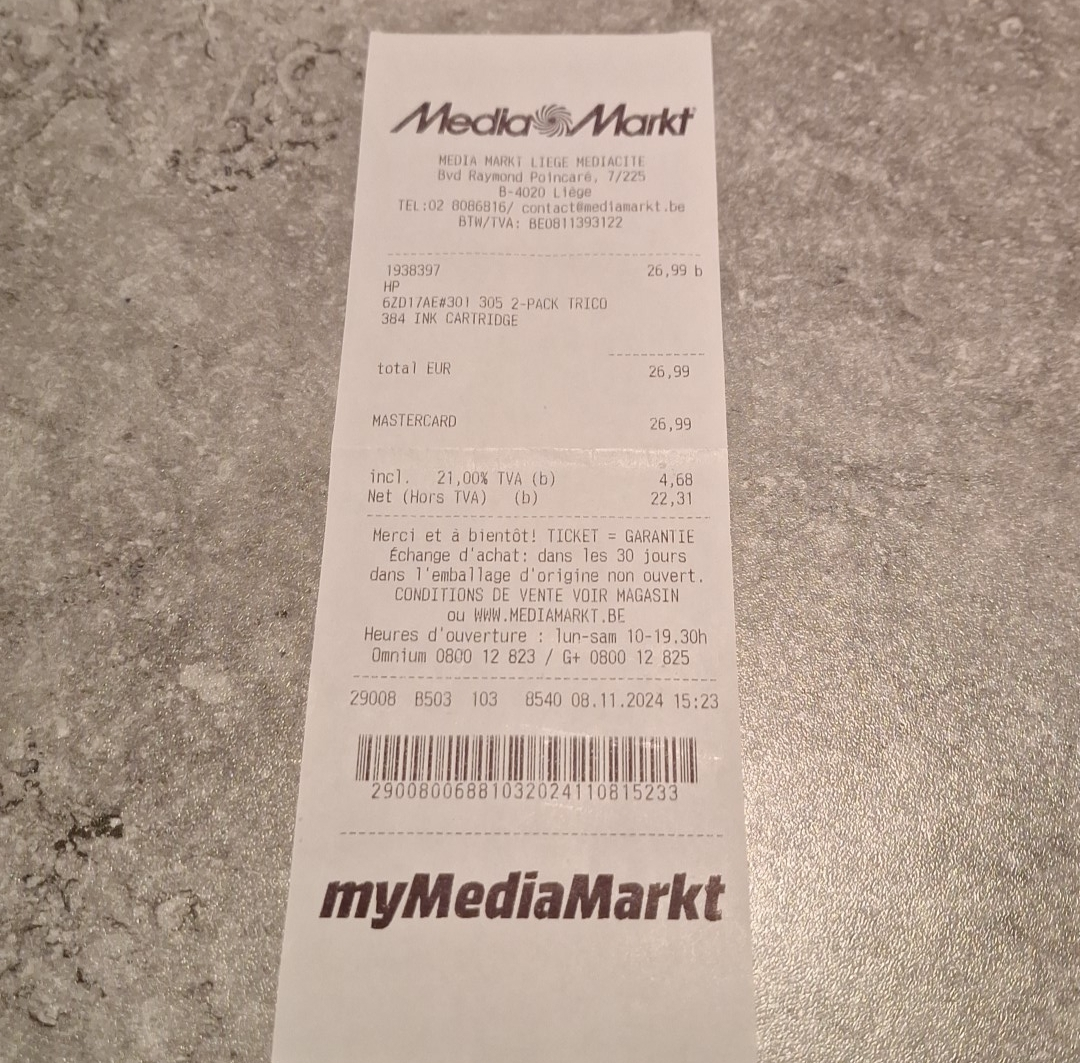 Media Markt
MEDIA MARKT LIEGE MEDIACITE
Bvd Raymond Poincaré, 7/225
B-4020 Liège
TEL:02 8086816/ contact@mediamarkt.be
BTW/TVA: BE0811393122
1938397 26,99 b
HP
6ZD17AE#301 305 2-PACK TRICO
384 INK CARTRIDGE
total EUR 26,99
MASTERCARD 26,99
incl. 21,00% TVA (b) 4,68
Net (Hors TVA) (b) 22,31
Merci et à bientôt! TICKET = GARANTIE
Échange d'achat: dans les 30 jours
dans l'emballage d'origine non ouvert.
CONDITIONS DE VENTE VOIR MAGASIN
ou WWW.MEDIAMARKT.BE
Heures d'ouverture : lun-sam 10-19.30h
Omnium 0800 12 823 / G+ 0800 12 825
29008 B503 103 8540 08.11.2024 15:23
2900800688103202411081​5233
myMediaMarkt